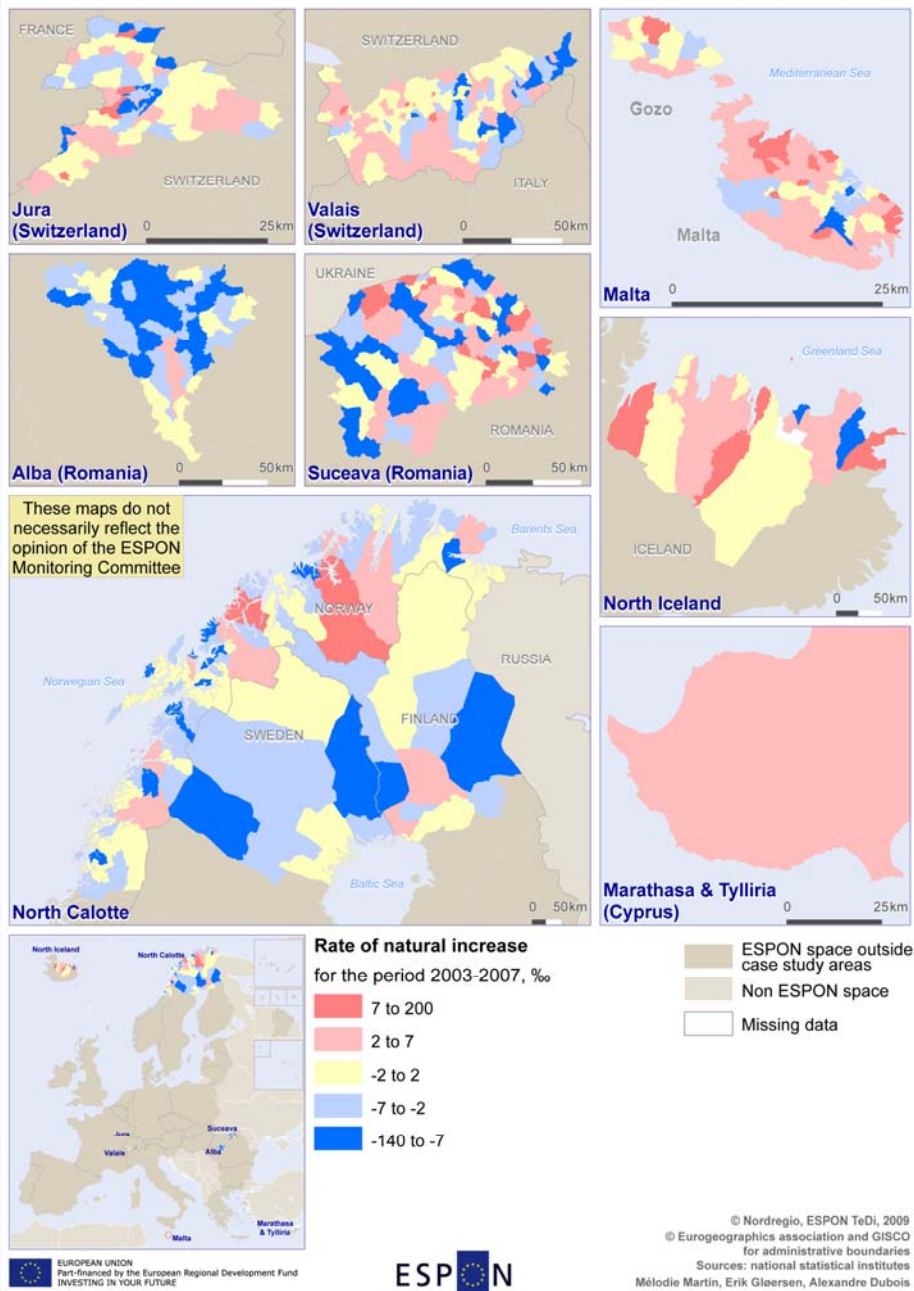 FRANCE
SWITZERLAND
Jura
(Switzerland)
0 25km
SWITZERLAND
ITALY
Valais
(Switzerland)
0 50km
Mediterranean Sea
Gozo
Malta
Malta
0 25km
Alba (Romania)
0 50km
UKRAINE
ROMANIA
Suceava (Romania)
0 50km
Greenland Sea
ICELAND
North Iceland
0 50km
These maps do not
necessarily reflect the
opinion of the ESPON
Monitoring Committee
Barents Sea
NORWAY
RUSSIA
Norwegian Sea
FINLAND
SWEDEN
Baltic Sea
North Calotte
0 50km
Marathasa & Tylliria
(Cyprus)
0 25km
North Iceland
North Calotte
Jura
Suceava
Valais
Alba
Marathasa
& Tylliria
Malta
Rate of natural increase
for the period 2003-2007, ‰
7 to 200
2 to 7
-2 to 2
-7 to -2
-140 to -7
ESPON space outside
case study areas
Non ESPON space
Missing data
EUROPEAN UNION
Part-financed by the European Regional Development Fund
INVESTING IN YOUR FUTURE
ESPON
© Nordregio, ESPON TeDi, 2009
© Eurogeographics association and GISCO
for administrative boundaries
Sources: national statistical institutes
Mélodie Martin, Erik Gløersen, Alexandre Dubois